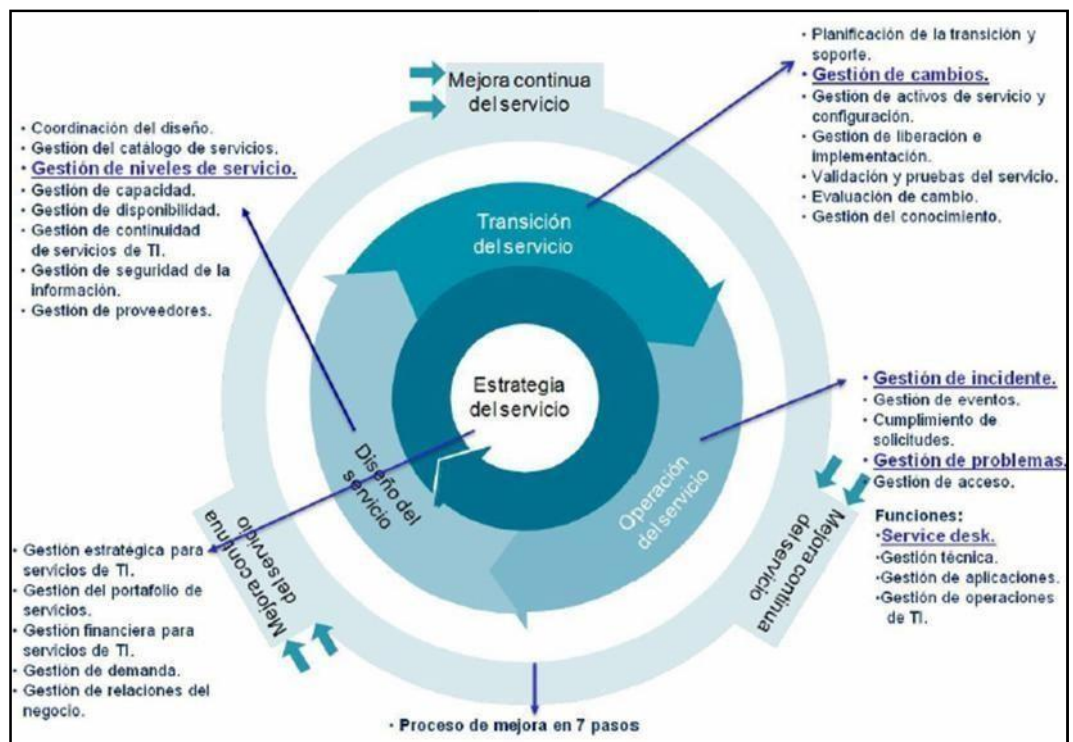 Mejora continua
del servicio
• Planificación de la transición y
soporte.
• Gestión de cambios.
• Gestión de activos de servicio y
configuración.
• Gestión de liberación e
implementación.
• Validación y pruebas del servicio.
• Evaluación de cambio.
• Gestión del conocimiento.
• Coordinación del diseño.
• Gestión del catálogo de servicios.
• Gestión de niveles de servicio.
• Gestión de capacidad.
• Gestión de disponibilidad.
• Gestión de continuidad
de servicios de TI.
• Gestión de seguridad de la
información.
• Gestión de proveedores.
Transición
del servicio
Estrategia
del servicio
Diseño del
servicio
Operación
del servicio
• Gestión de incidente.
• Gestión de eventos.
• Cumplimiento de
solicitudes.
• Gestión de problemas.
• Gestión de acceso.
Funciones:
•Service desk.
•Gestión técnica.
•Gestión de aplicaciones.
•Gestión de operaciones
de TI.
Mejora continua
del servicio
Mejora continua
del servicio
• Gestión estratégica para
servicios de TI.
• Gestión del portafolio de
servicios.
• Gestión financiera para
servicios de TI.
• Gestión de demanda.
• Gestión de relaciones del
negocio.
• Proceso de mejora en 7 pasos